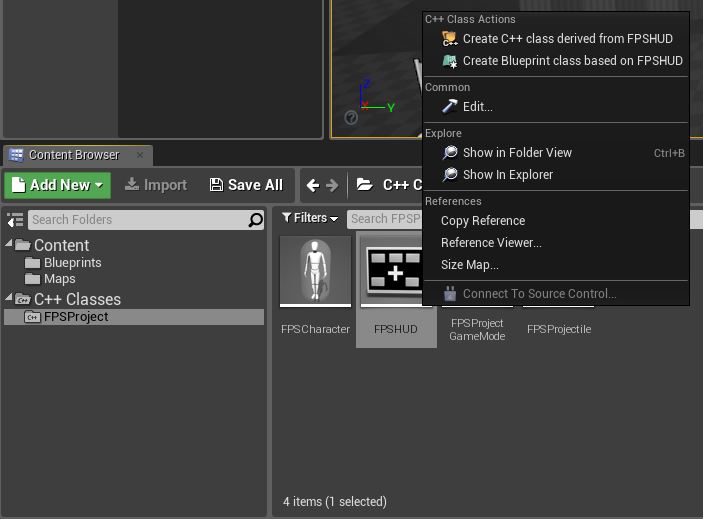 C++ Class Actions
Create C++ class derived from FPSHUD
Create Blueprint class based on FPSHUD
Common
Edit...
Z
X
Y
?
Explore
Show in Folder View Ctrl+B
Show In Explorer
References
Copy Reference
Reference Viewer...
Size Map...
Connect To Source Control...
Content Browser
Add New Import Save All C++ C
Search Folders
Filters Search FPSP
Content
Blueprints
Maps
C++ Classes
FPSProject
FPSCharacter
FPSHUD
FPSProject
GameMode
FPSProjectile
4 items (1 selected)